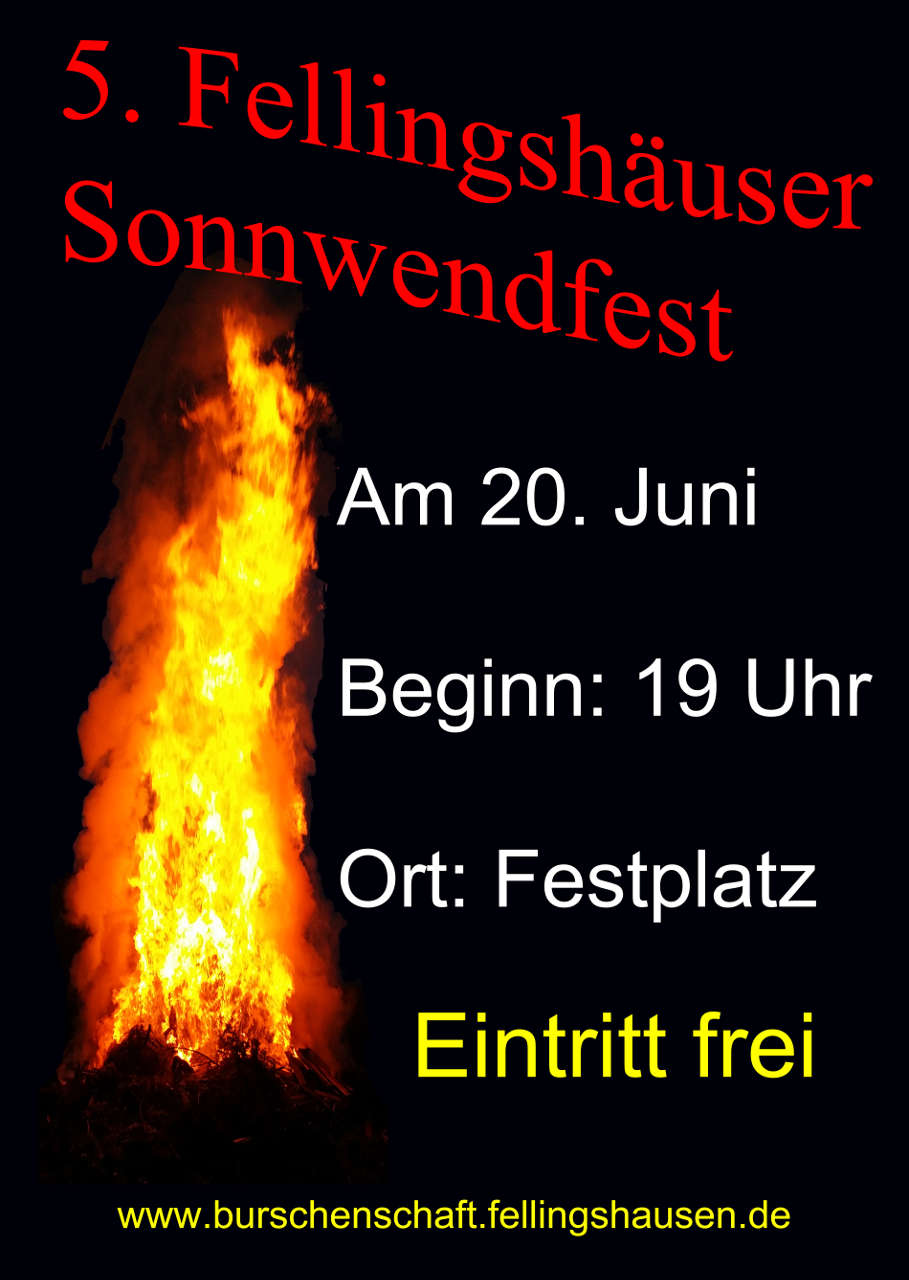 5. Fellingshäuser
Sonnwendfest
Am 20. Juni
Beginn: 19 Uhr
Ort: Festplatz
Eintritt frei
www.burschenschaft.fellingshausen.de